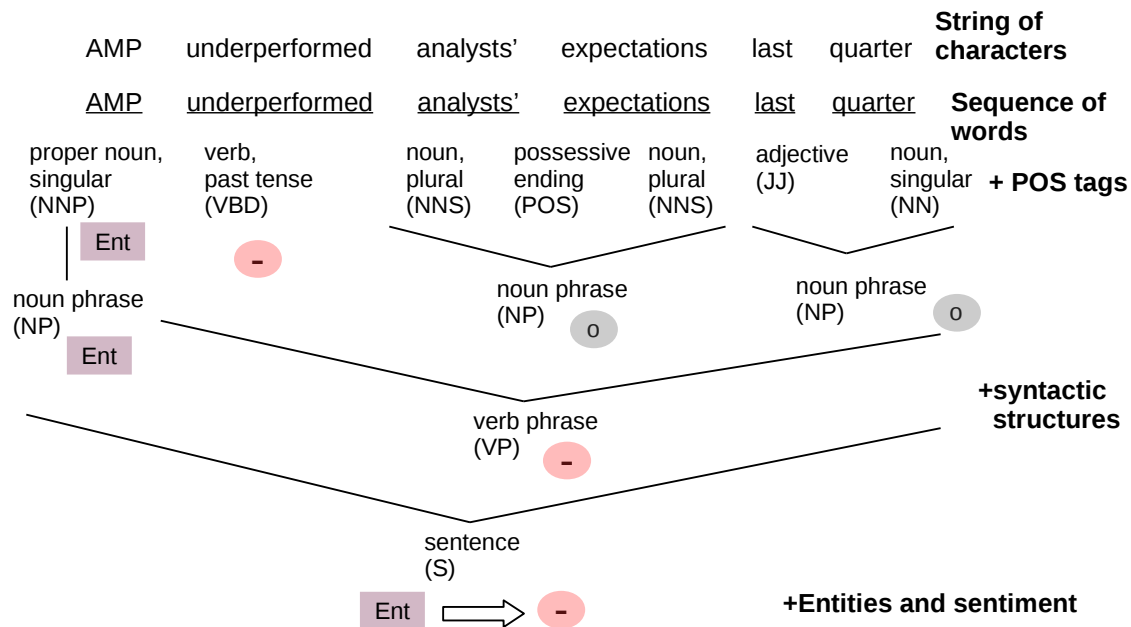 AMP underperformed analysts’ expectations last quarter String of characters
AMP underperformed analysts’ expectations last quarter Sequence of words
proper noun, singular (NNP)
verb, past tense (VBD)
noun, plural (NNS)
possessive ending (POS)
noun, plural (NNS)
adjective (JJ)
noun, singular (NN)
+ POS tags
Ent
-
noun phrase (NP)
Ent
noun phrase (NP)
o
noun phrase (NP)
o
+syntactic structures
verb phrase (VP)
-
sentence (S)
Ent
-
+Entities and sentiment